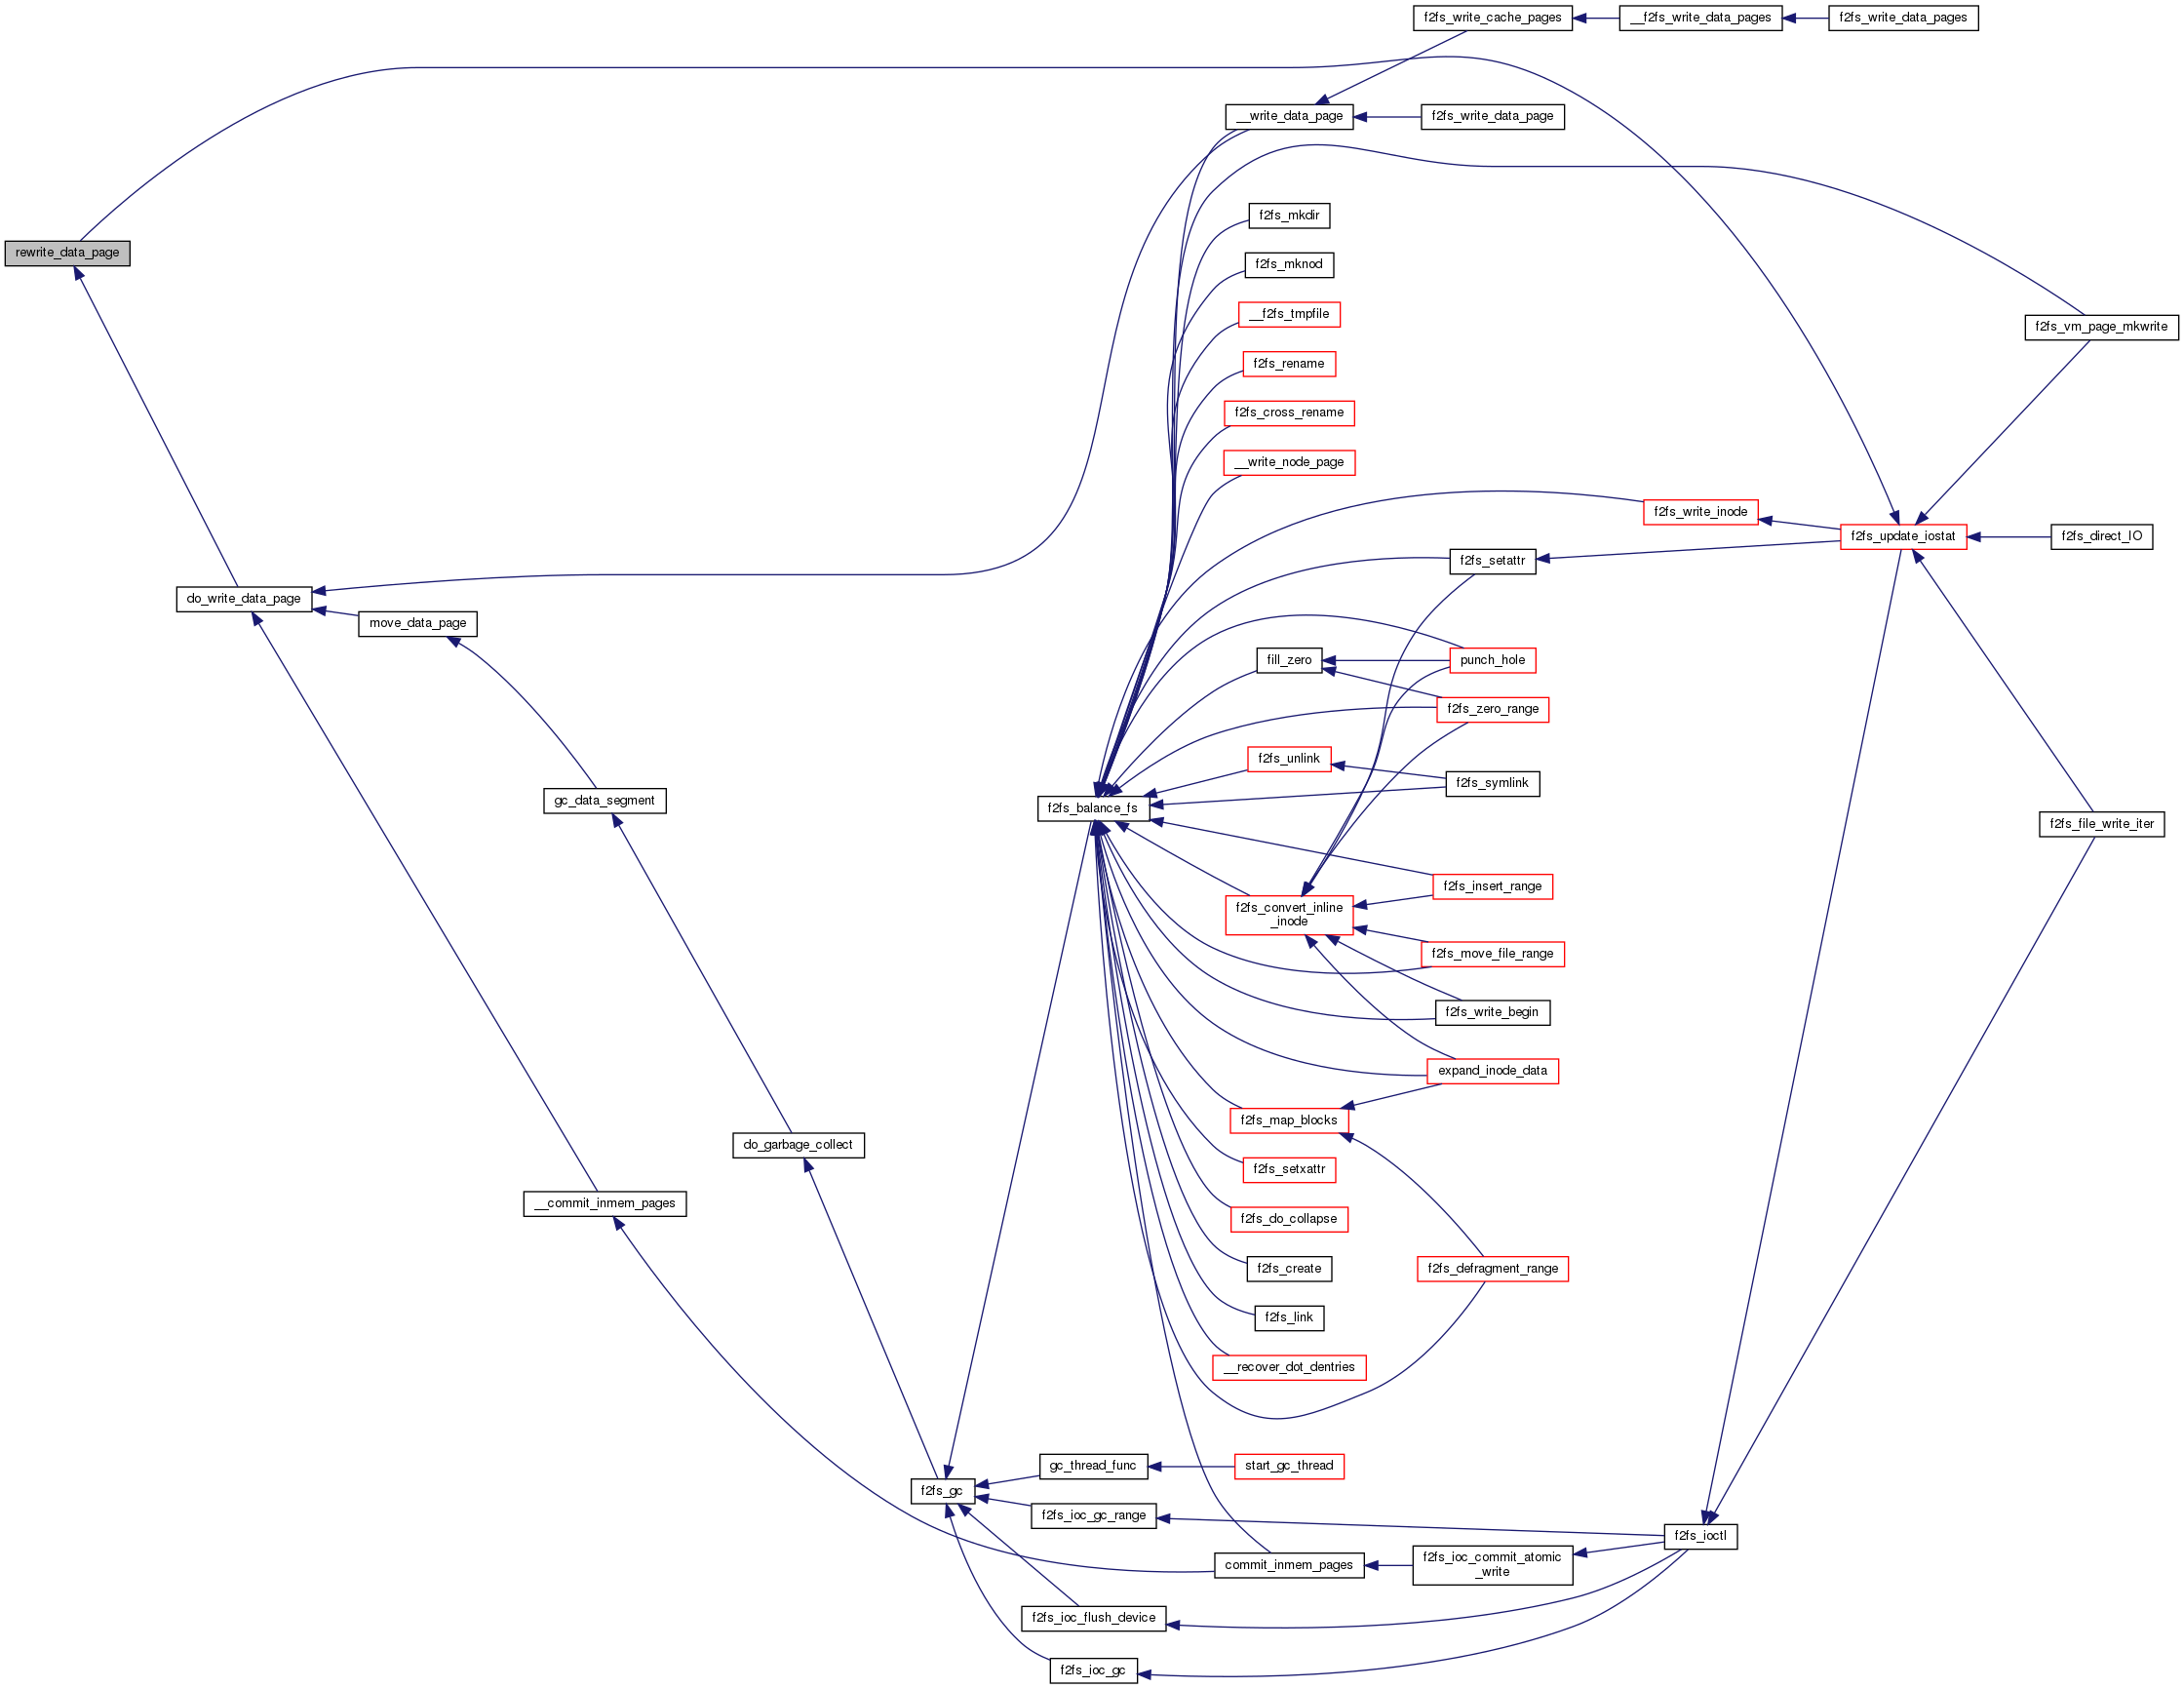 f2fs_write_cache_pages
__f2fs_write_data_pages
f2fs_write_data_pages
__write_data_page
f2fs_write_data_page
f2fs_mkdir
rewrite_data_page
f2fs_mknod
__f2fs_tmpfile
f2fs_vm_page_mkwrite
f2fs_rename
f2fs_cross_rename
__write_node_page
f2fs_write_inode
f2fs_update_iostat
f2fs_direct_IO
f2fs_setattr
do_write_data_page
move_data_page
fill_zero
punch_hole
f2fs_zero_range
f2fs_unlink
f2fs_symlink
gc_data_segment
f2fs_balance_fs
f2fs_file_write_iter
f2fs_insert_range
f2fs_convert_inline
_inode
f2fs_move_file_range
f2fs_write_begin
expand_inode_data
f2fs_map_blocks
do_garbage_collect
f2fs_setxattr
__commit_inmem_pages
f2fs_do_collapse
f2fs_create
f2fs_defragment_range
f2fs_link
__recover_dot_dentries
gc_thread_func
start_gc_thread
f2fs_gc
f2fs_ioc_gc_range
f2fs_ioctl
commit_inmem_pages
f2fs_ioc_commit_atomic
_write
f2fs_ioc_flush_device
f2fs_ioc_gc